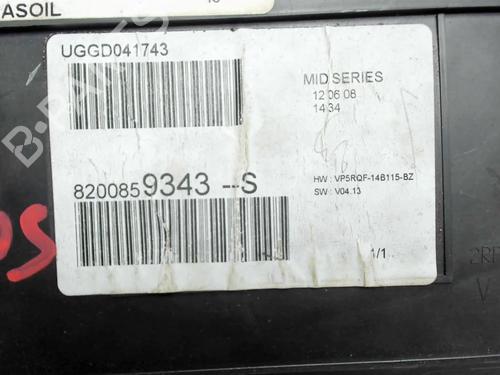 ASOIL
UGGD041743
MID SERIES
12 06 08
14 34
8200859343 --S
HW : VP5RQF-14B115-BZ
SW : V04.13
1/1
B-PARTS